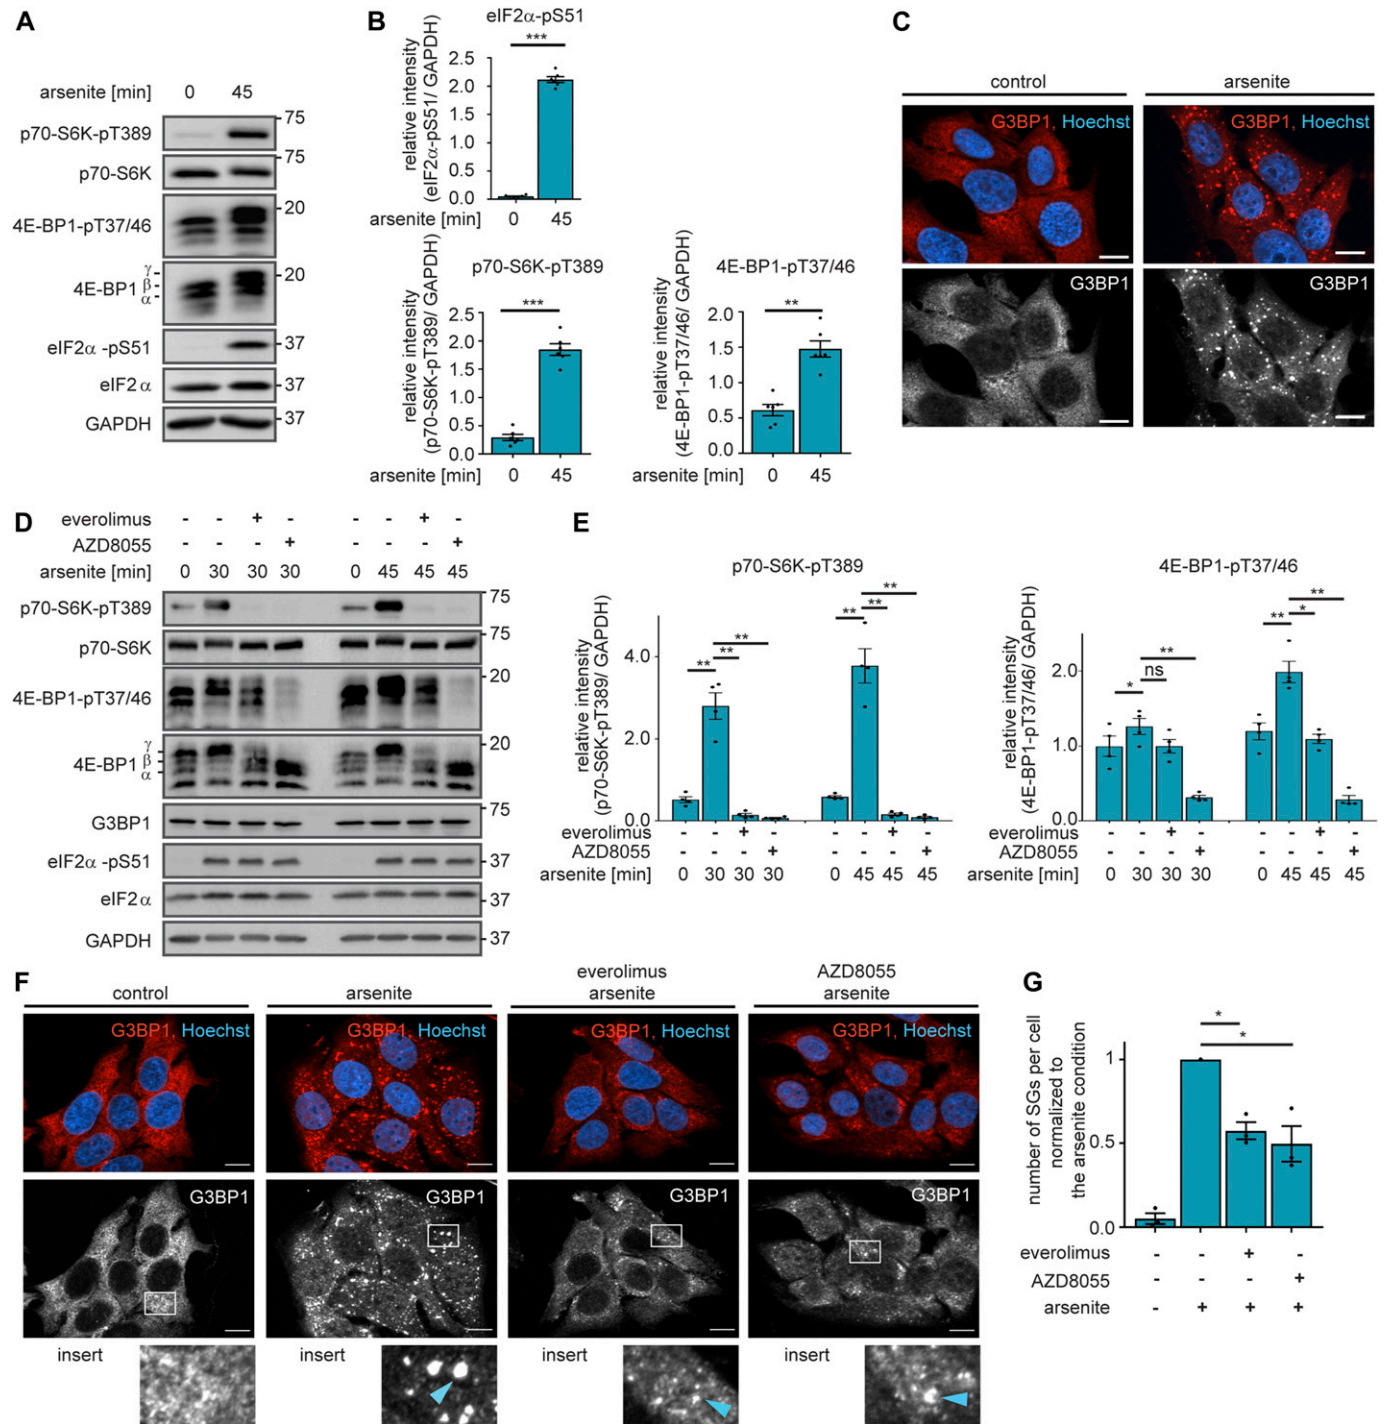 A
arsenite [min] 0 45
p70-S6K-pT389 75
p70-S6K 75
4E-BP1-pT37/46 20
4E-BP1 γ β α 20
eIF2α -pS51 37
eIF2α 37
GAPDH 37
B
eIF2α-pS51
***
relative intensity
(eIF2α-pS51/ GAPDH)
2.5
2.0
1.5
1.0
0.5
0.0
arsenite [min] 0 45
p70-S6K-pT389
***
relative intensity
(p70-S6K-pT389/ GAPDH)
2.5
2.0
1.5
1.0
0.5
0.0
arsenite [min] 0 45
4E-BP1-pT37/46
**
relative intensity
(4E-BP1-pT37/46/ GAPDH)
2.0
1.5
1.0
0.5
0.0
arsenite [min] 0 45
C
control arsenite
G3BP1, Hoechst G3BP1, Hoechst
G3BP1 G3BP1
D
everolimus - - + - - - + -
AZD8055 - - - + - - - +
arsenite [min] 0 30 30 30 0 45 45 45
p70-S6K-pT389 75
p70-S6K 75
4E-BP1-pT37/46 20
4E-BP1 γ β α 20
G3BP1 75
eIF2α -pS51 37
eIF2α 37
GAPDH 37
E
p70-S6K-pT389
relative intensity
(p70-S6K-pT389/ GAPDH)
4.0
2.0
0.0
** ** ** ** ** **
everolimus - - + - - - + -
AZD8055 - - - + - - - +
arsenite [min] 0 30 30 30 0 45 45 45
4E-BP1-pT37/46
relative intensity
(4E-BP1-pT37/46/ GAPDH)
2.0
1.0
0.0
* ns ** ** * **
everolimus - - + - - - + -
AZD8055 - - - + - - - +
arsenite [min] 0 30 30 30 0 45 45 45
F
control arsenite everolimus arsenite AZD8055 arsenite
G3BP1, Hoechst G3BP1, Hoechst G3BP1, Hoechst G3BP1, Hoechst
G3BP1 G3BP1 G3BP1 G3BP1
insert insert insert insert
G
number of SGs per cell
normalized to
the arsenite condition
1
0.5
0.0
* *
everolimus - - + -
AZD8055 - - - +
arsenite - + + +